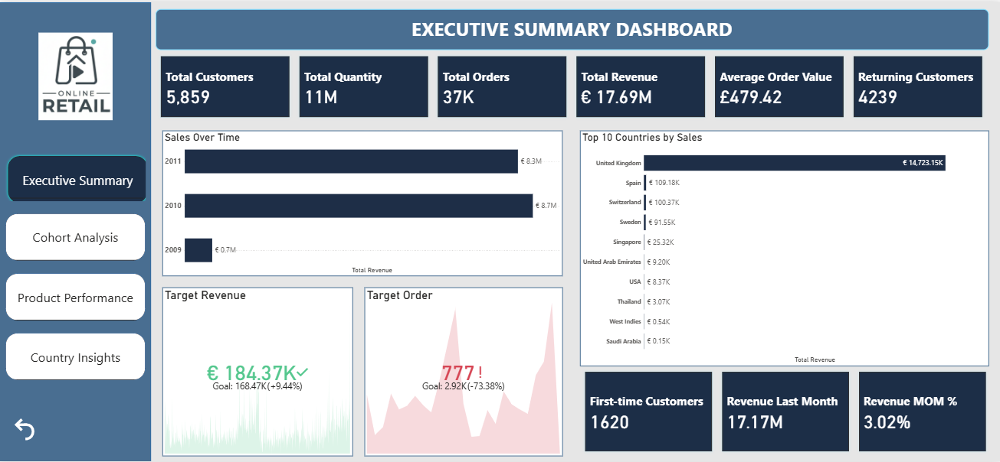 ONLINE
RETAIL
Executive Summary
Cohort Analysis
Product Performance
Country Insights
EXECUTIVE SUMMARY DASHBOARD
Total Customers
5,859
Total Quantity
11M
Total Orders
37K
Total Revenue
€ 17.69M
Average Order Value
£479.42
Returning Customers
4239
Sales Over Time
2011 € 8.3M
2010 € 8.7M
2009 € 0.7M
Total Revenue
Target Revenue
€ 184.37K✓
Goal: 168.47K(+9.44%)
Target Order
777!
Goal: 2.92K(-73.38%)
Top 10 Countries by Sales
United Kingdom € 14,723.15K
Spain € 109.18K
Switzerland € 100.37K
Sweden € 91.55K
Singapore € 25.32K
United Arab Emirates € 9.20K
USA € 8.37K
Thailand € 3.07K
West Indies € 0.54K
Saudi Arabia € 0.15K
Total Revenue
First-time Customers
1620
Revenue Last Month
17.17M
Revenue MOM %
3.02%